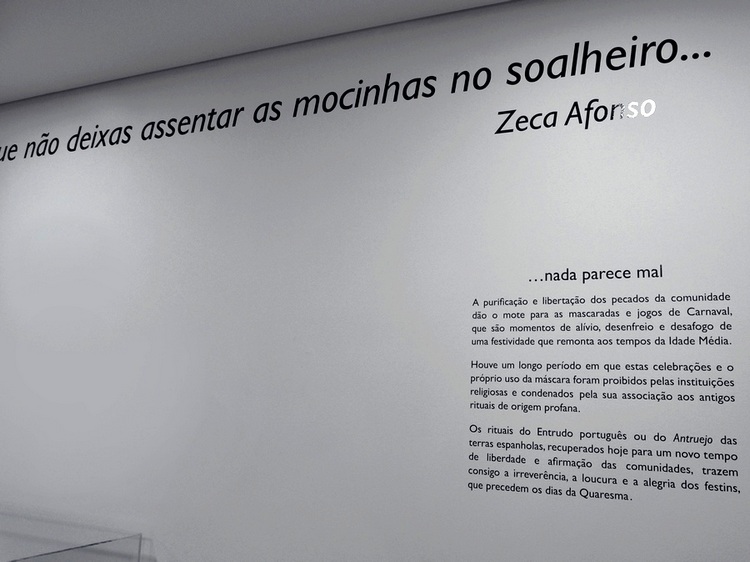 não deixas assentar as mocinhas no soalheiro...
Zeca Afonso
...nada parece mal
A purificação e libertação dos pecados da comunidade
dão o mote para as mascaradas e jogos de Carnaval,
que são momentos de alívio, desenfreio e desafogo de
uma festividade que remonta aos tempos da Idade Média.
Houve um longo período em que estas celebrações e o
próprio uso da máscara foram proibidos pelas instituições
religiosas e condenados pela sua associação aos antigos
rituais de origem profana.
Os rituais do Entrudo português ou do Antruejo das
terras espanholas, recuperados hoje para um novo tempo
de liberdade e afirmação das comunidades, trazem
consigo a irreverência, a loucura e a alegria dos festins,
que precedem os dias da Quaresma.